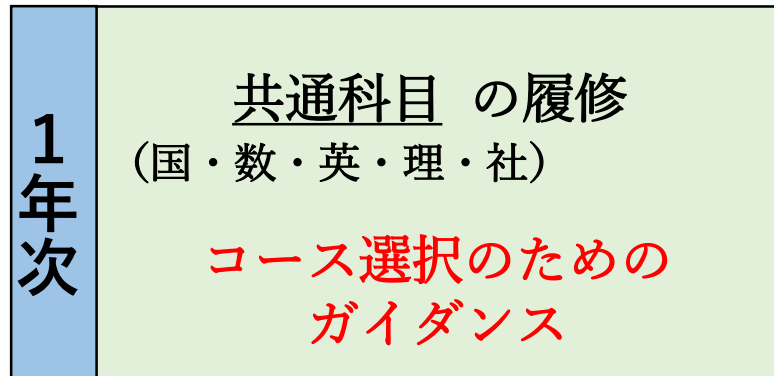 1年次
共通科目 の履修
（国・数・英・理・社）
コース選択のための
ガイダンス